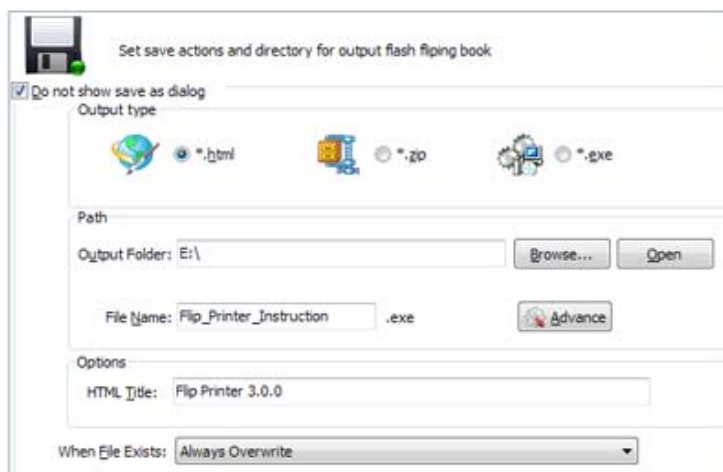 Set save actions and directory for output flash fliping book
Do not show save as dialog
Output type
*.html *.zip *.exe
Path
Output Folder: E:\ Browse... Open
File Name: Flip_Printer_Instruction .exe Advance
Options
HTML Title: Flip Printer 3.0.0
When File Exists: Always Overwrite